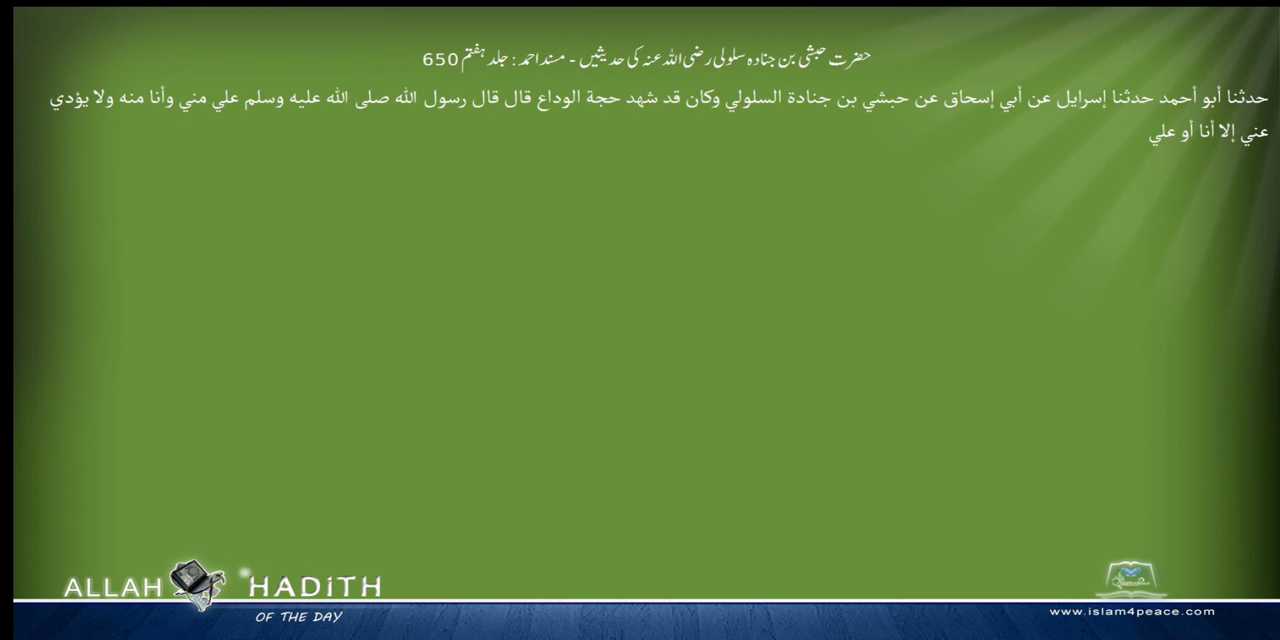 حضرت حبشی بن جنادہ سلولی رضی اللہ عنہ کی حدیثیں - مسند احمد : جلد ہفتم 650
حدثنا أبو أحمد حدثنا إسرايل عن أبي إسحاق عن حبشي بن جنادة السلولي وكان قد شهد حجة الوداع قال قال رسول الله صلى الله عليه وسلم علي مني وأنا منه ولا يؤدي
عني إلا أنا أو علي
ALLAH HADITH
OF THE DAY
www.islam4peace.com